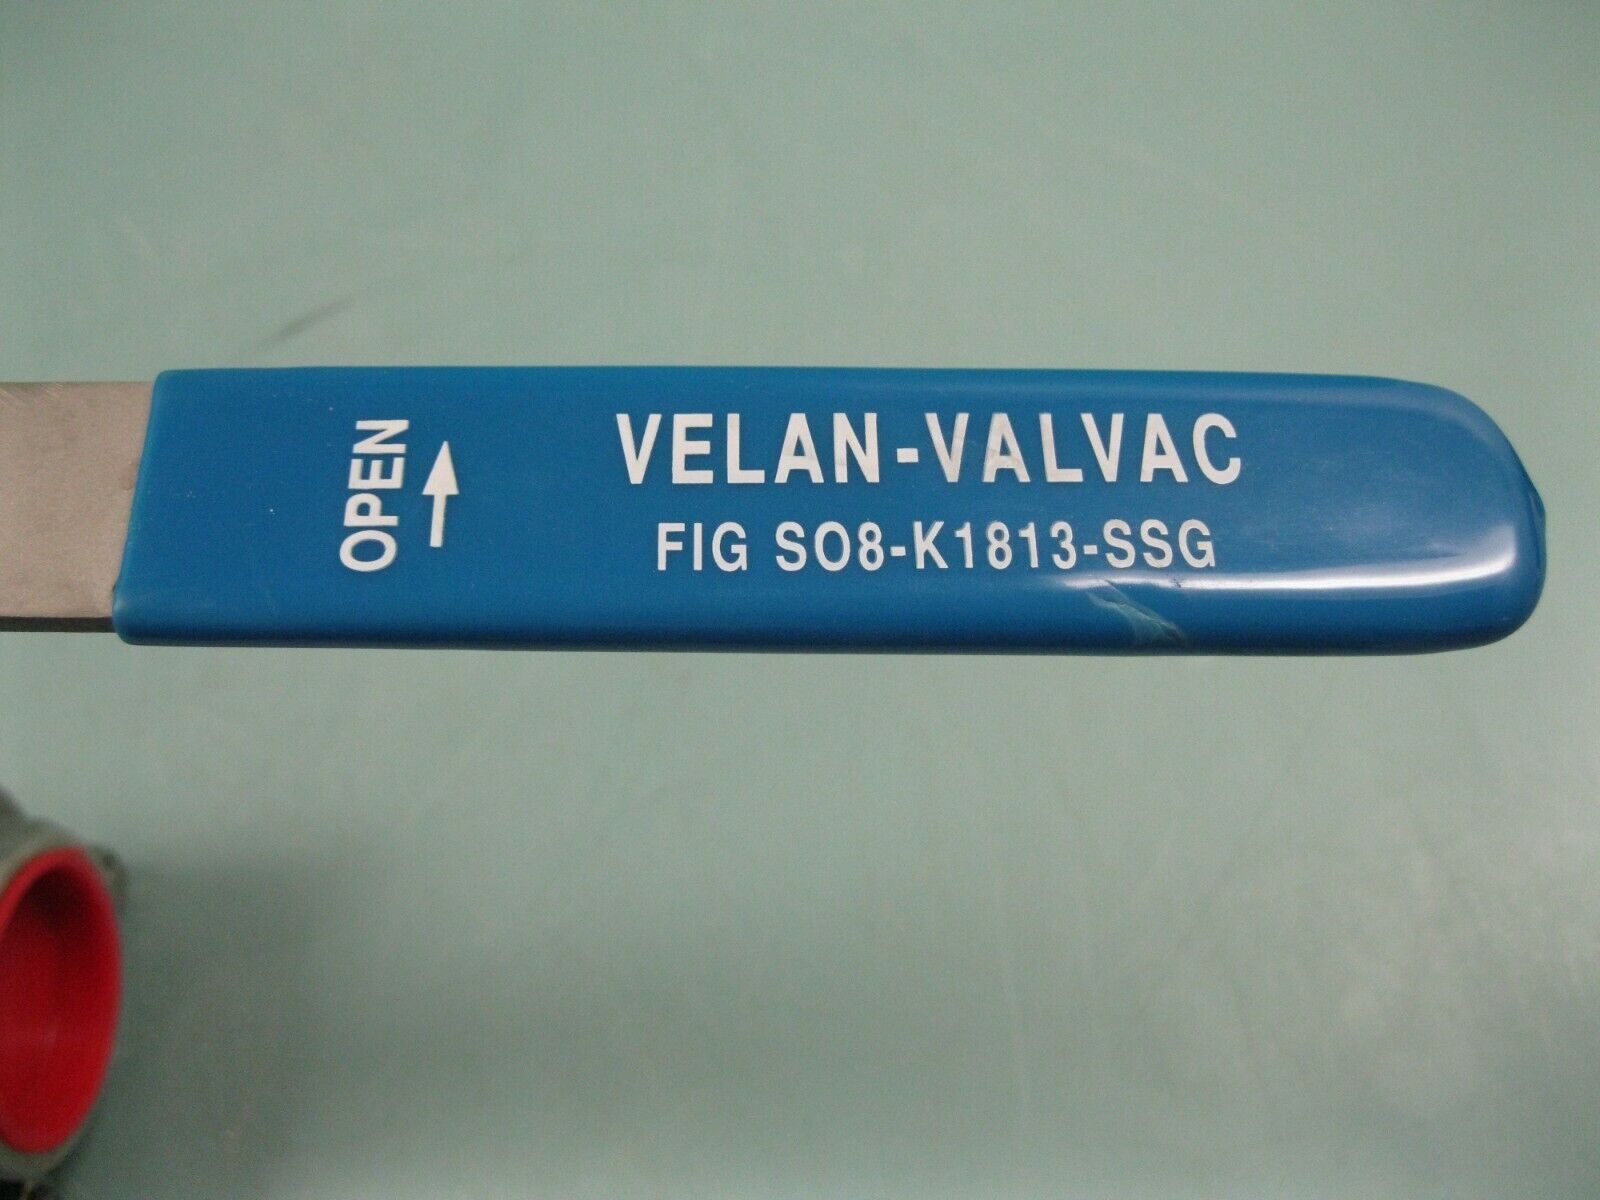 OPEN
VELAN-VALVAC
FIG SO8-K1813-SSG